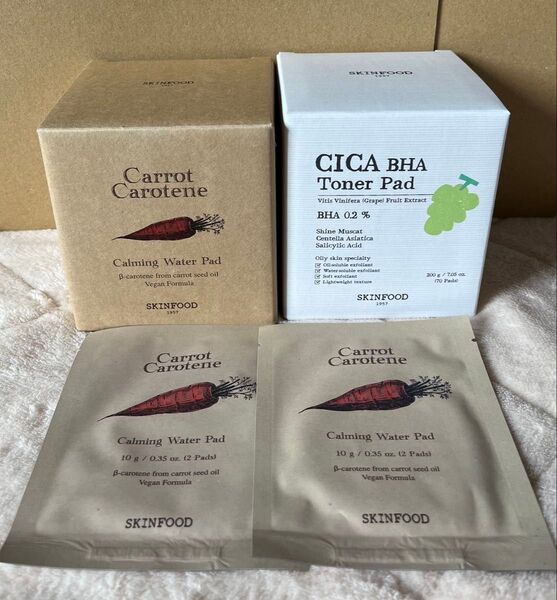 SKINFOOD
1957
Carrot
Carotene
Calming Water Pad
β-carotene from carrot seed oil
Vegan Formula
SKINFOOD
1957
SKINFOOD
1957
CICA BHA
Toner Pad
Vitis Vinifera (Grape) Fruit Extract
BHA 0.2 %
Shine Muscat
Centella Asiatica
Salicylic Acid
Oily skin specialty
Oil-soluble exfoliant
Water-soluble exfoliant
Soft exfoliant
Lightweight texture
200 g / 7.05 oz.
(70 Pads)
SKINFOOD
1957
Carrot
Carotene
Calming Water Pad
10 g / 0.35 oz. (2 Pads)
β-carotene from carrot seed oil
Vegan Formula
SKINFOOD
Carrot
Carotene
Calming Water Pad
10 g / 0.35 oz. (2 Pads)
β-carotene from carrot seed oil
Vegan Formula
SKINFOOD